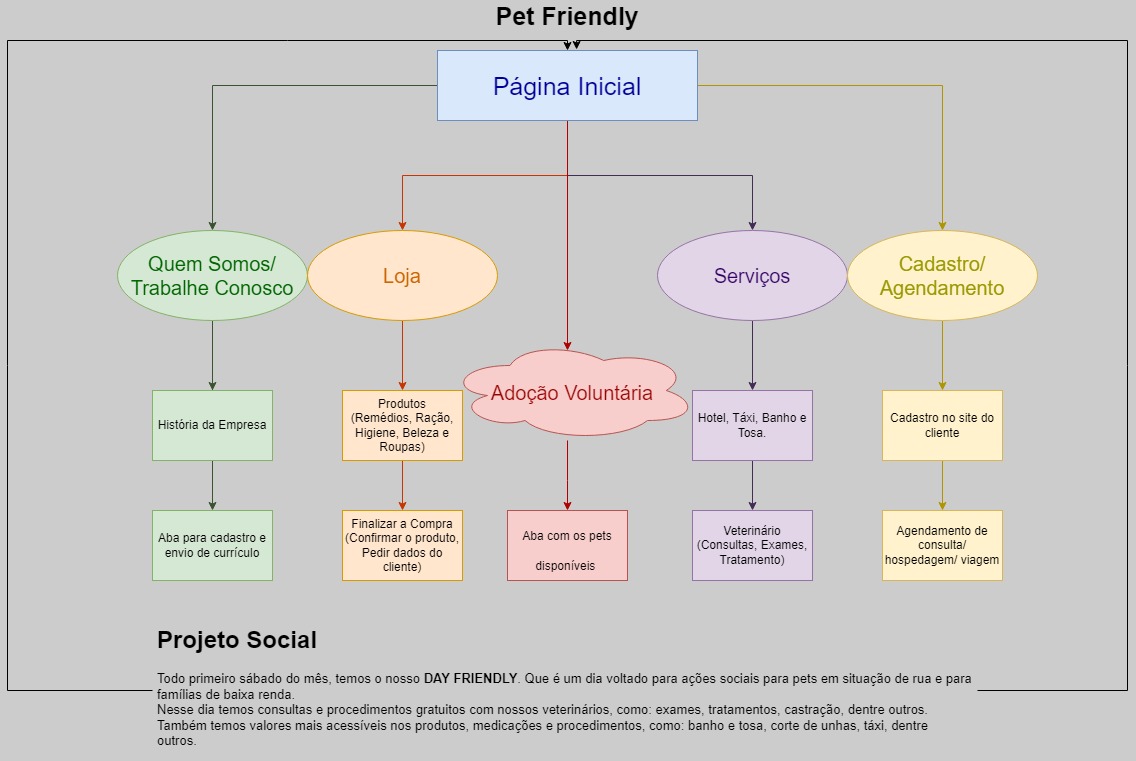 Pet Friendly
Página Inicial
Quem Somos/
Trabalhe Conosco
Loja
Serviços
Cadastro/
Agendamento
Adoção Voluntária
História da Empresa
Produtos
(Remédios, Ração,
Higiene, Beleza e
Roupas)
Hotel, Táxi, Banho e
Tosa.
Cadastro no site do
cliente
Aba para cadastro e
envio de currículo
Finalizar a Compra
(Confirmar o produto,
Pedir dados do
cliente)
Aba com os pets
disponíveis
Veterinário
(Consultas, Exames,
Tratamento)
Agendamento de
consulta/
hospedagem/ viagem
Projeto Social
Todo primeiro sábado do mês, temos o nosso DAY FRIENDLY. Que é um dia voltado para ações sociais para pets em situação de rua e para
famílias de baixa renda.
Nesse dia temos consultas e procedimentos gratuitos com nossos veterinários, como: exames, tratamentos, castração, dentre outros.
Também temos valores mais acessíveis nos produtos, medicações e procedimentos, como: banho e tosa, corte de unhas, táxi, dentre
outros.